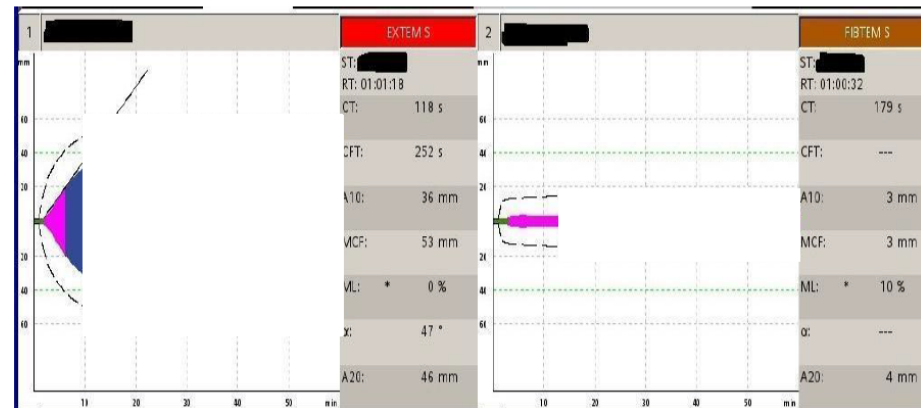 1
EXTEM S
mm
ST:
RT: 01:01:18
CT: 118 s
CFT: 252 s
A10: 36 mm
MCF: 53 mm
ML: * 0 %
α: 47 °
A20: 46 mm
60
40
20
20
40
60
10 20 30 40 50 min
2
FIBTEM S
mm
ST:
RT: 01:00:32
CT: 179 s
CFT: ---
A10: 3 mm
MCF: 3 mm
ML: * 10 %
α: ---
A20: 4 mm
60
40
20
20
40
60
10 20 30 40 50 min